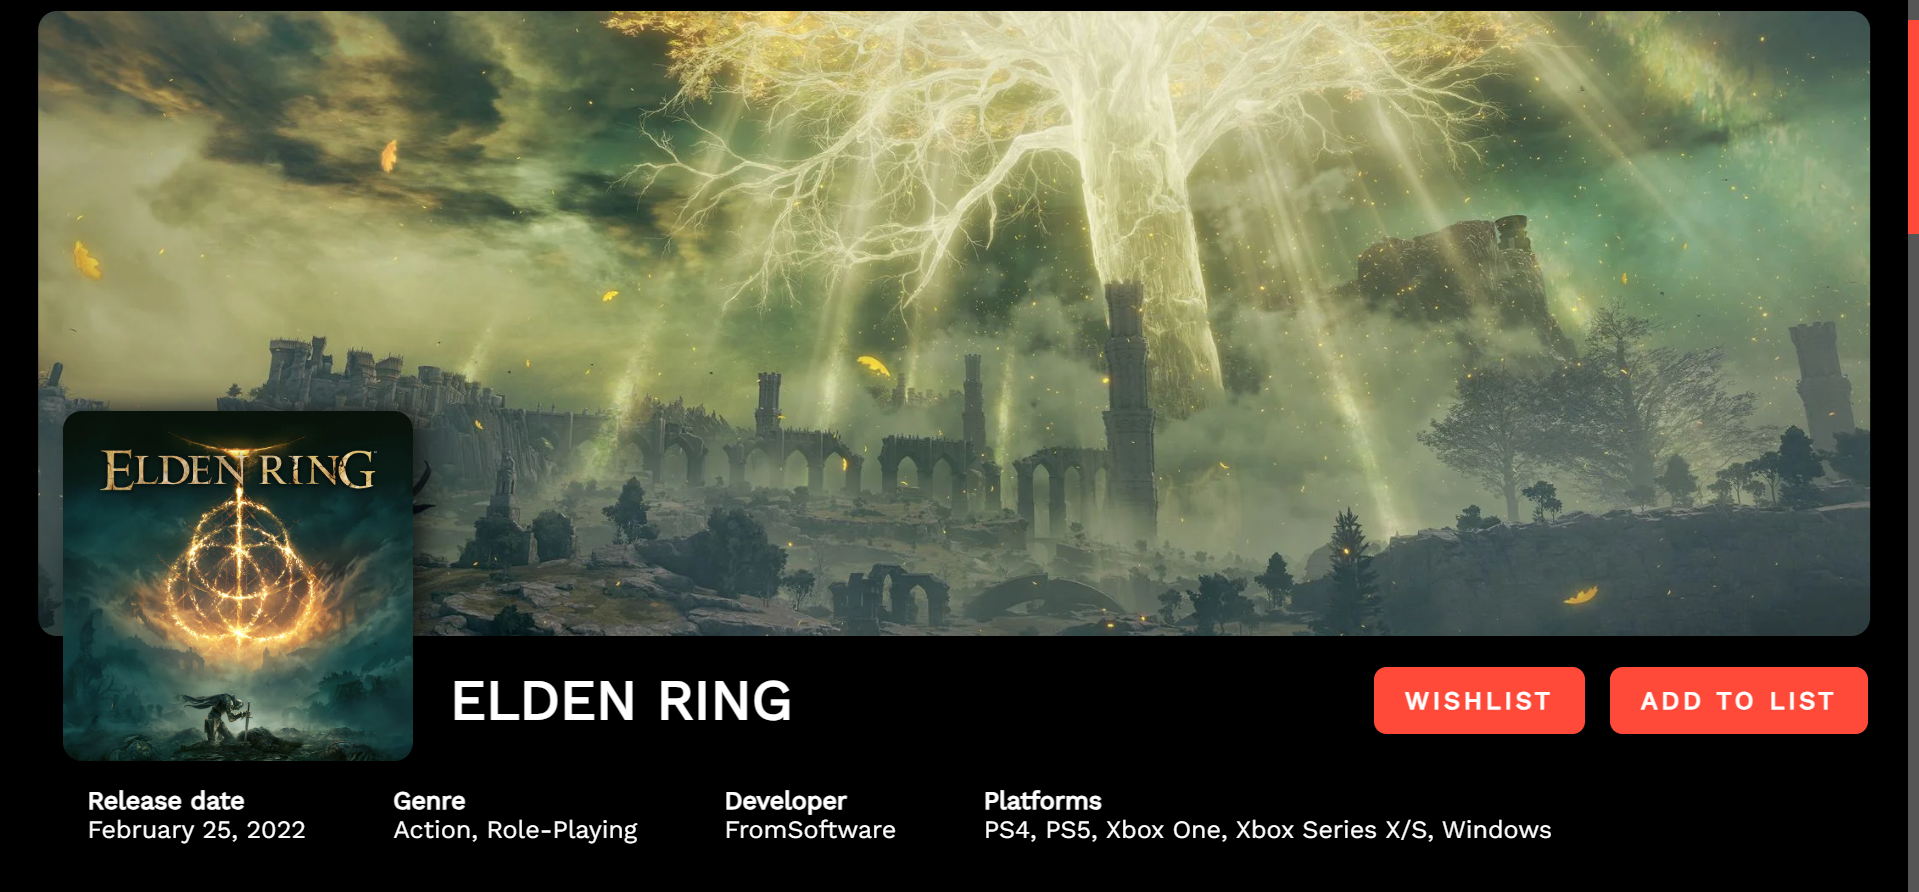 ELDEN RING
ELDEN RING
WISHLIST
ADD TO LIST
Release date
February 25, 2022
Genre
Action, Role-Playing
Developer
FromSoftware
Platforms
PS4, PS5, Xbox One, Xbox Series X/S, Windows